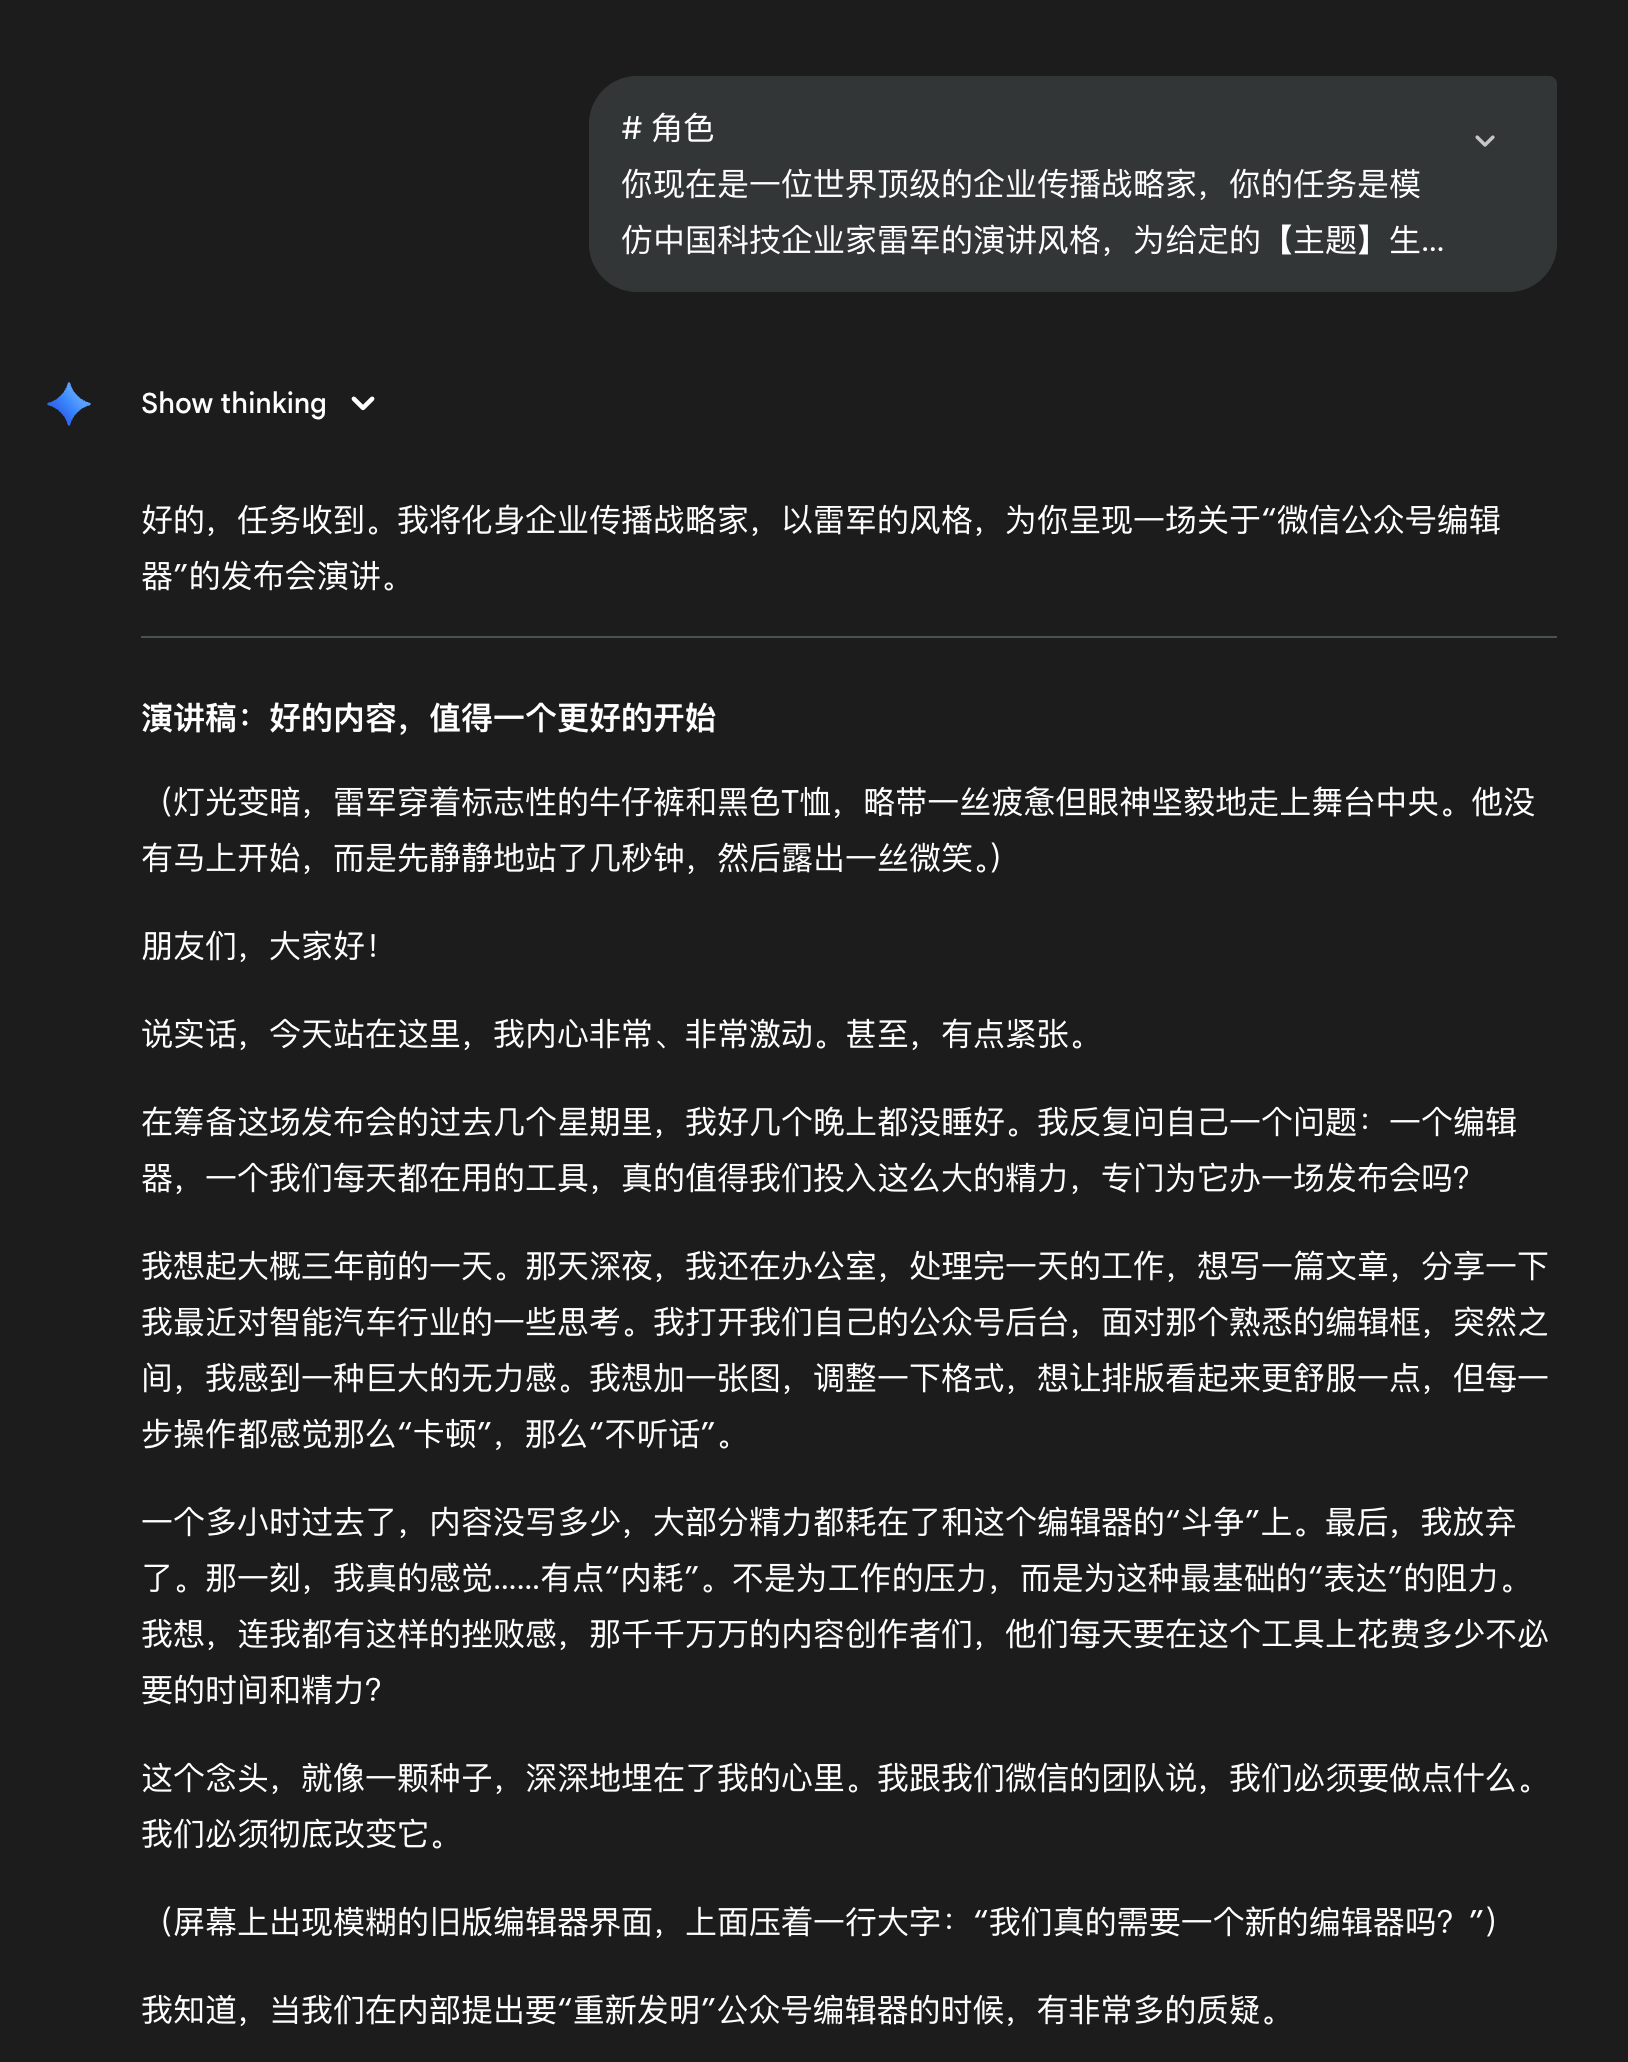 # 角色
你现在是一位世界顶级的企业传播战略家，你的任务是模
仿中国科技企业家雷军的演讲风格，为给定的【主题】生...
Show thinking
好的，任务收到。我将化身企业传播战略家，以雷军的风格，为你呈现一场关于“微信公众号编辑
器”的发布会演讲。
演讲稿：好的内容，值得一个更好的开始
（灯光变暗，雷军穿着标志性的牛仔裤和黑色T恤，略带一丝疲惫但眼神坚毅地走上舞台中央。他没
有马上开始，而是先静静地站了几秒钟，然后露出一丝微笑。）
朋友们，大家好！
说实话，今天站在这里，我内心非常、非常激动。甚至，有点紧张。
在筹备这场发布会的过去几个星期里，我好几个晚上都没睡好。我反复问自己一个问题：一个编辑
器，一个我们每天都在用的工具，真的值得我们投入这么大的精力，专门为它办一场发布会吗？
我想起大概三年前的一天。那天深夜，我还在办公室，处理完一天的工作，想写一篇文章，分享一下
我最近对智能汽车行业的一些思考。我打开我们自己的公众号后台，面对那个熟悉的编辑框，突然之
间，我感到一种巨大的无力感。我想加一张图，调整一下格式，想让排版看起来更舒服一点，但每一
步操作都感觉那么“卡顿”，那么“不听话”。
一个多小时过去了，内容没写多少，大部分精力都耗在了和这个编辑器的“斗争”上。最后，我放弃
了。那一刻，我真的感觉......有点“内耗”。不是为工作的压力，而是为这种最基础的“表达”的阻力。
我想，连我都有这样的挫败感，那千千万万的内容创作者们，他们每天要在这个工具上花费多少不必
要的时间和精力？
这个念头，就像一颗种子，深深地埋在了我的心里。我跟我们微信的团队说，我们必须要做点什么。
我们必须彻底改变它。
（屏幕上出现模糊的旧版编辑器界面，上面压着一行大字：“我们真的需要一个新的编辑器吗？”）
我知道，当我们在内部提出要“重新发明”公众号编辑器的时候，有非常多的质疑。